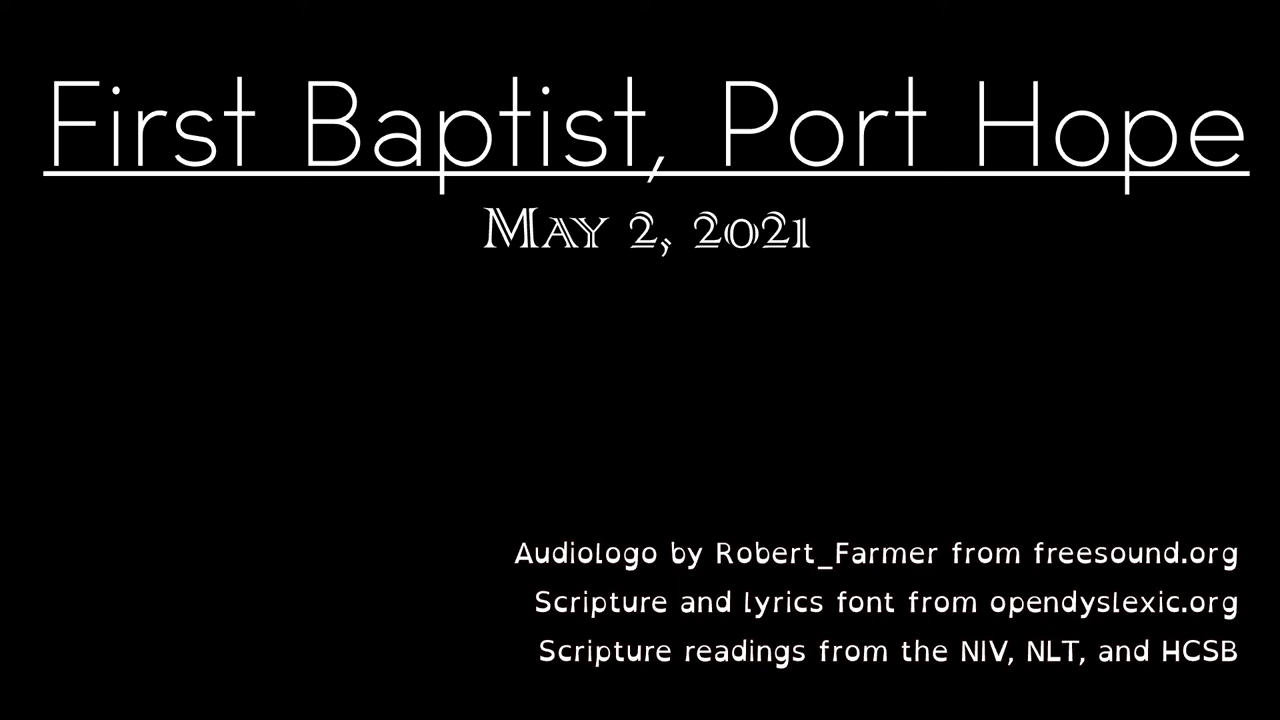 First Baptist, Port Hope
May 2, 2021
Audiologo by Robert_Farmer from freesound.org
Scripture and lyrics font from opendyslexic.org
Scripture readings from the NIV, NLT, and HCSB